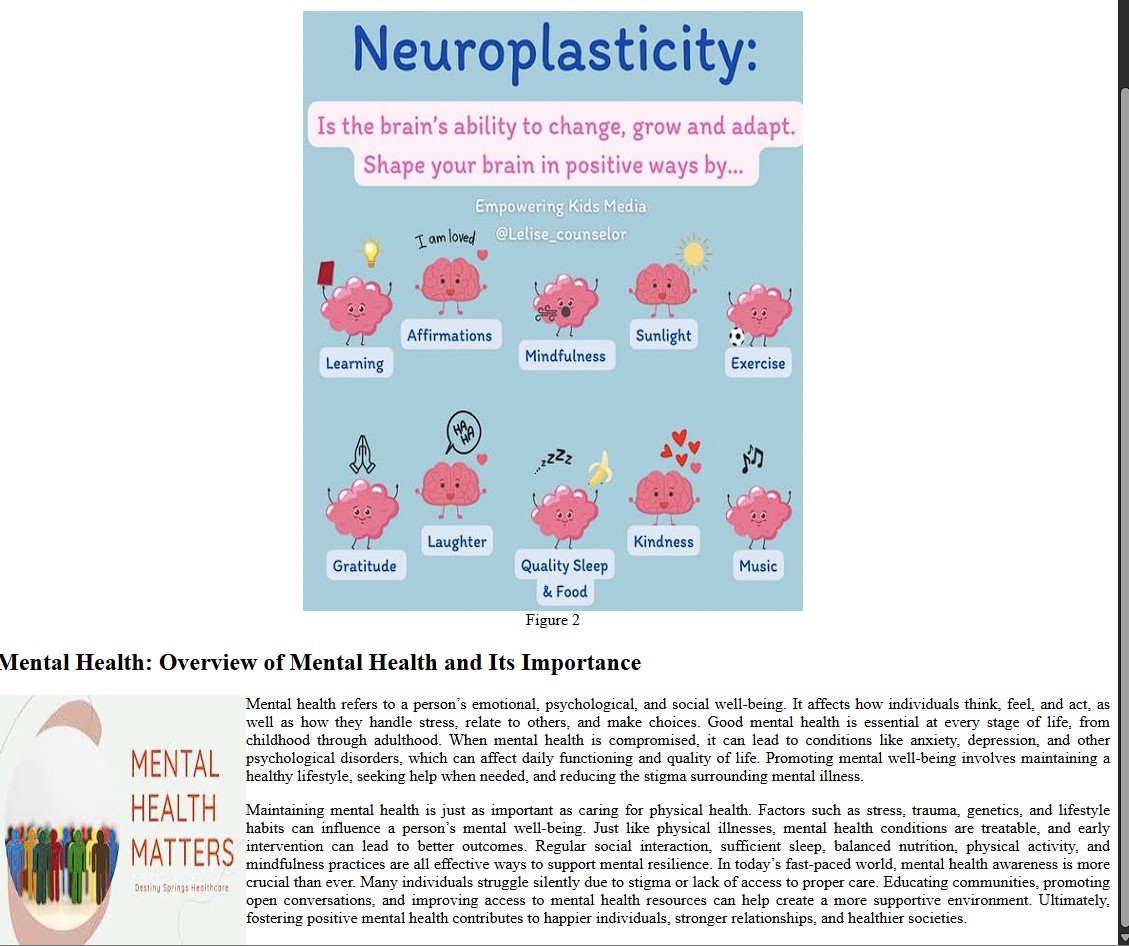 Neuroplasticity:
Is the brain's ability to change, grow and adapt.
Shape your brain in positive ways by...
Empowering Kids Media
@Lelise_counselor
I am loved
Learning
Affirmations
Mindfulness
Sunlight
Exercise
HA HA
zzZZ
Gratitude
Laughter
Quality Sleep
& Food
Kindness
Music
Figure 2
Mental Health: Overview of Mental Health and Its Importance
MENTAL
HEALTH
MATTERS
Destiny Springs Healthcare
Mental health refers to a person's emotional, psychological, and social well-being. It affects how individuals think, feel, and act, as
well as how they handle stress, relate to others, and make choices. Good mental health is essential at every stage of life, from
childhood through adulthood. When mental health is compromised, it can lead to conditions like anxiety, depression, and other
psychological disorders, which can affect daily functioning and quality of life. Promoting mental well-being involves maintaining a
healthy lifestyle, seeking help when needed, and reducing the stigma surrounding mental illness.
Maintaining mental health is just as important as caring for physical health. Factors such as stress, trauma, genetics, and lifestyle
habits can influence a person's mental well-being. Just like physical illnesses, mental health conditions are treatable, and early
intervention can lead to better outcomes. Regular social interaction, sufficient sleep, balanced nutrition, physical activity, and
mindfulness practices are all effective ways to support mental resilience. In today's fast-paced world, mental health awareness is more
crucial than ever. Many individuals struggle silently due to stigma or lack of access to proper care. Educating communities, promoting
open conversations, and improving access to mental health resources can help create a more supportive environment. Ultimately,
fostering positive mental health contributes to happier individuals, stronger relationships, and healthier societies.